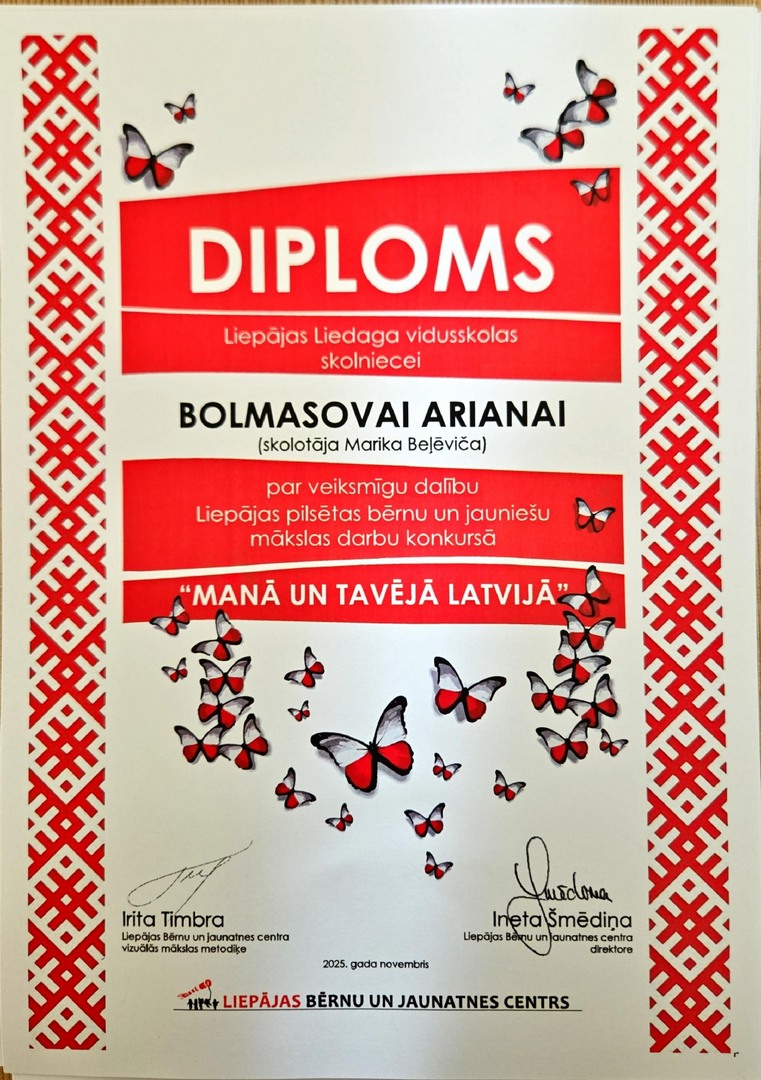 DIPLOMS
Liepājas Liedaga vidusskolas
skolniecei
BOLMASOVAI ARIANAI
(skolotāja Marika Beļēviča)
par veiksmīgu dalību
Liepājas pilsētas bērnu un jauniešu
mākslas darbu konkursā
“MANĀ UN TAVĒJĀ LATVIJĀ”
Irita Timbra
Liepājas Bērnu un jaunatnes centra
vizuālās mākslas metodiķe
Ineta Šmēdiņa
Liepājas Bērnu un jaunatnes centra
direktore
2025. gada novembris
LIEPĀJAS BĒRNU UN JAUNATNES CENTRS